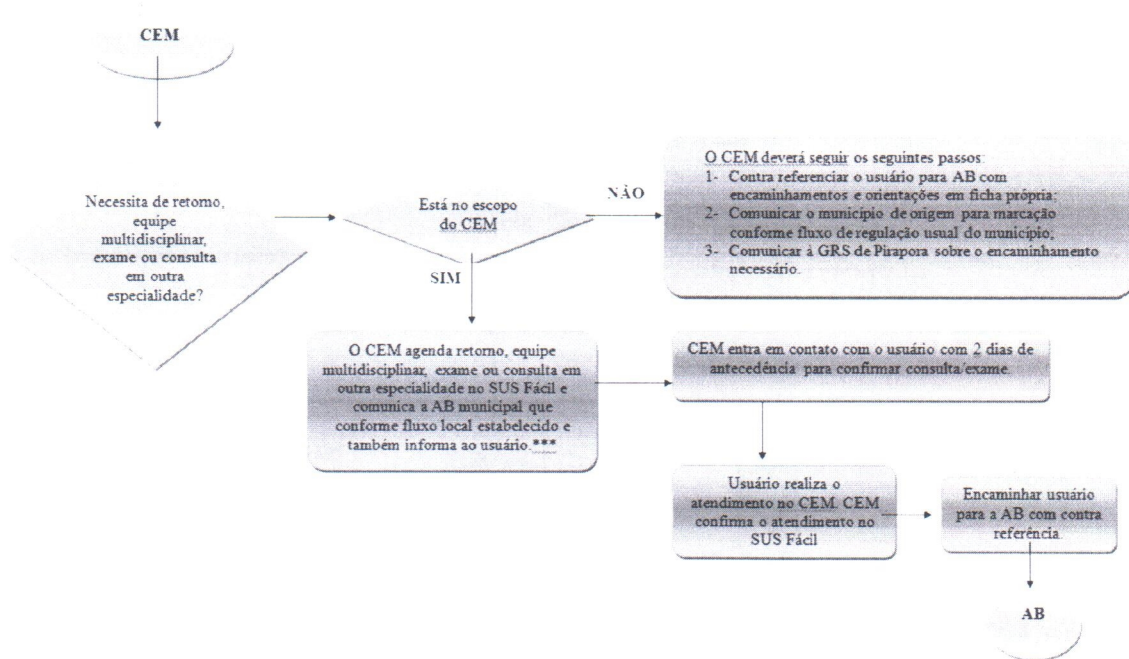 CEM
Necessita de retorno,
equipe
multidisciplinar,
exame ou consulta
em outra
especialidade?
Está no escopo
do CEM
NÃO
O CEM deverá seguir os seguintes passos:
1- Contra referenciar o usuário para AB com
encaminhamentos e orientações em ficha própria;
2- Comunicar o município de origem para marcação
conforme fluxo de regulação usual do município;
3- Comunicar à GRS de Pirapora sobre o encaminhamento
necessário.
SIM
O CEM agenda retorno, equipe
multidisciplinar, exame ou consulta em
outra especialidade no SUS Fácil e
comunica a AB municipal que
conforme fluxo local estabelecido e
também informa ao usuário.***
CEM entra em contato com o usuário com 2 dias de
antecedência para confirmar consulta/exame.
Usuário realiza o
atendimento no CEM. CEM
confirma o atendimento no
SUS Fácil
Encaminhar usuário
para a AB com contra
referência.
AB